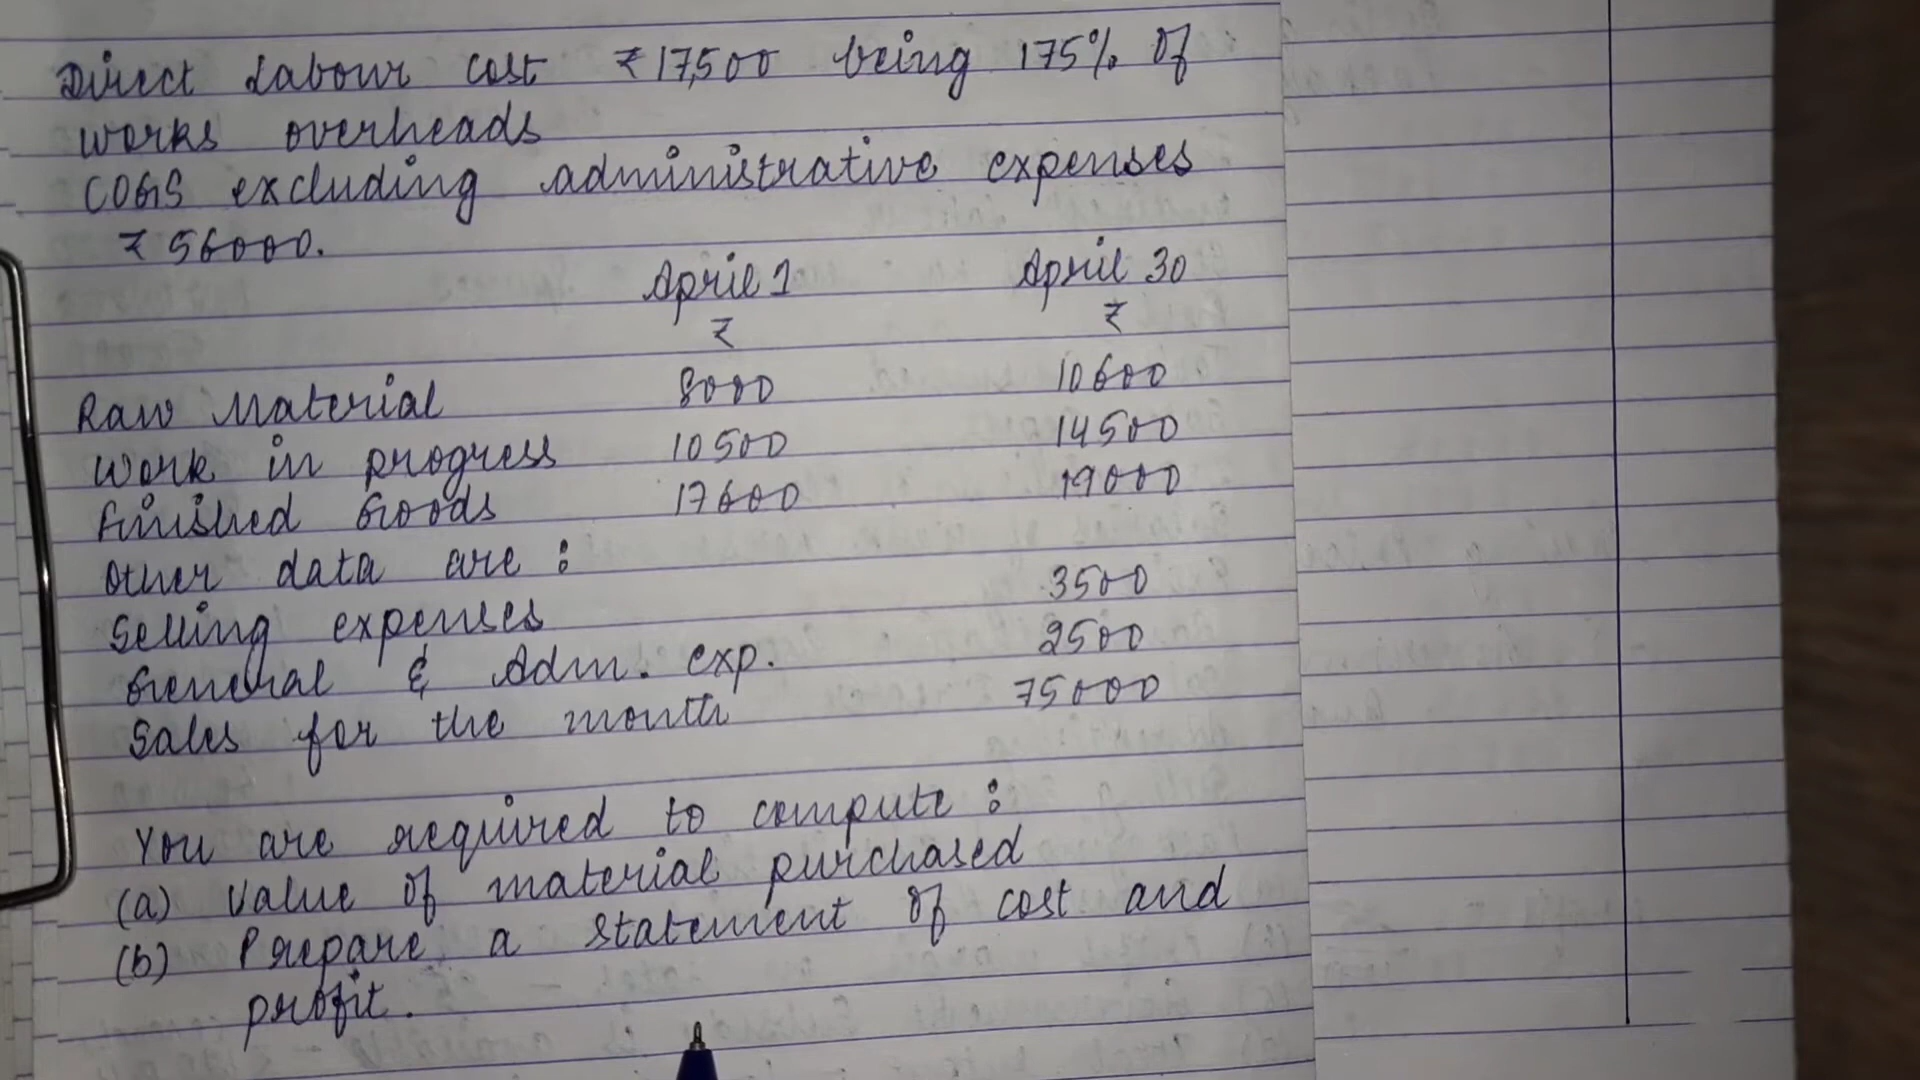 Direct Labour cost ₹17,500 being 175% of
works overheads
COGS excluding administrative expenses
₹ 56000.
April 1 April 30
₹ ₹
Raw Material 8000 10600
Work in progress 10500 14500
Finished Goods 17600 19000
Other data are :
Selling expenses 3500
General & Adm. exp. 2500
Sales for the month 75000
You are required to compute :
(a) Value of material purchased
(b) Prepare a statement of cost and
profit.